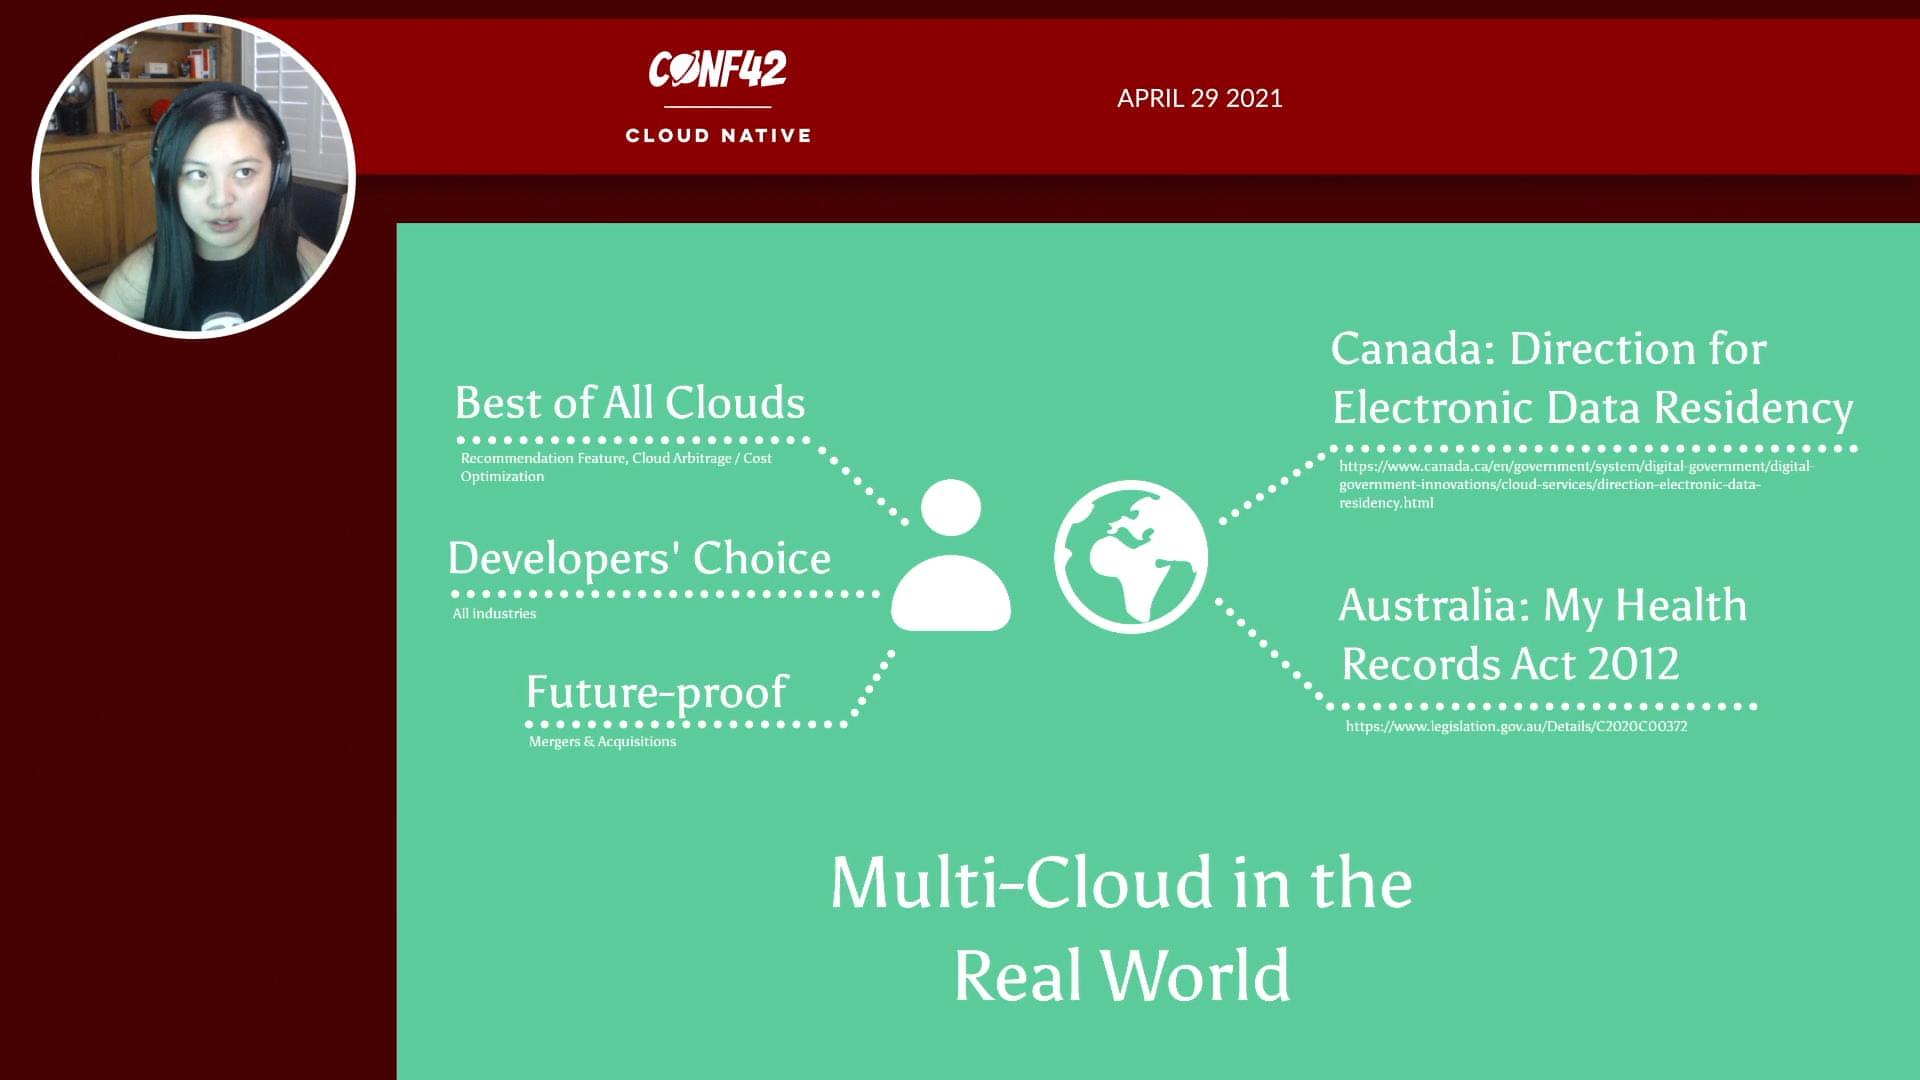 CONF42
CLOUD NATIVE
APRIL 29 2021
Best of All Clouds
Recommendation Feature, Cloud Arbitrage / Cost
Optimization
Developers' Choice
All industries
Future-proof
Mergers & Acquisitions
Canada: Direction for
Electronic Data Residency
https://www.canada.ca/en/government/system/digital-government/digital-
government-innovations/cloud-services/direction-electronic-data-
residency.html
Australia: My Health
Records Act 2012
https://www.legislation.gov.au/Details/C2020C00372
Multi-Cloud in the
Real World